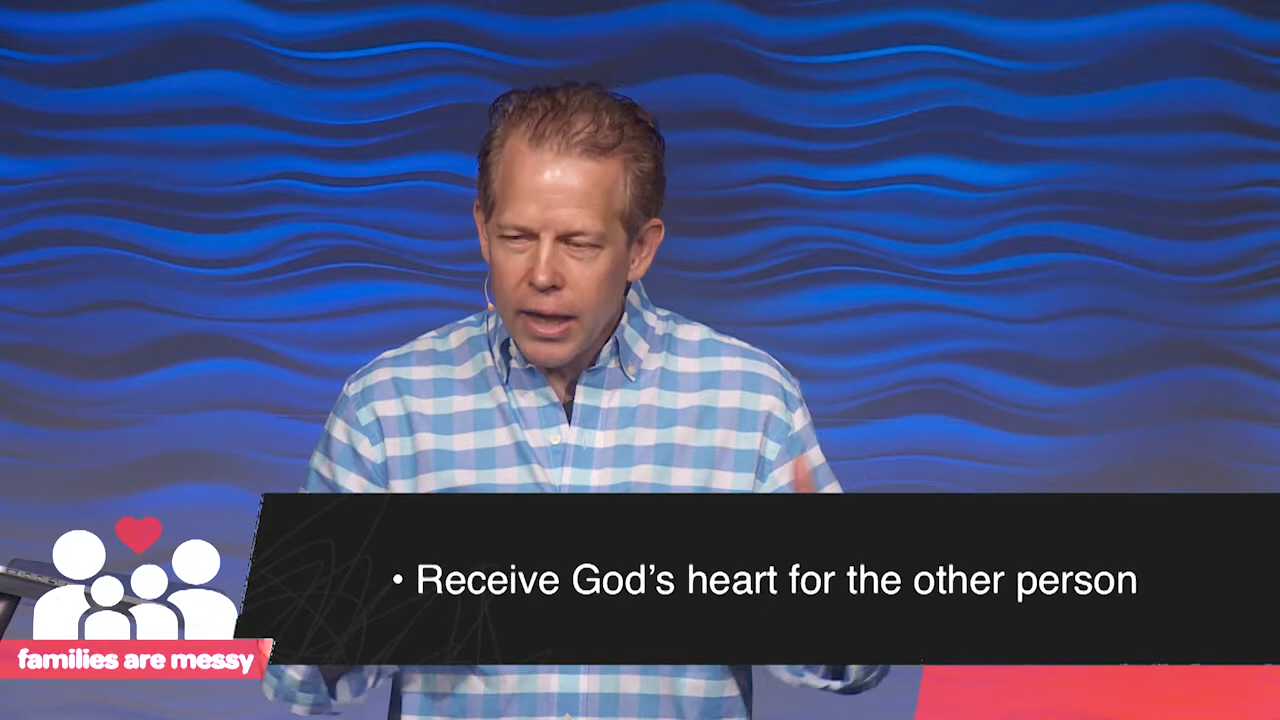 • Receive God’s heart for the other person
families are messy